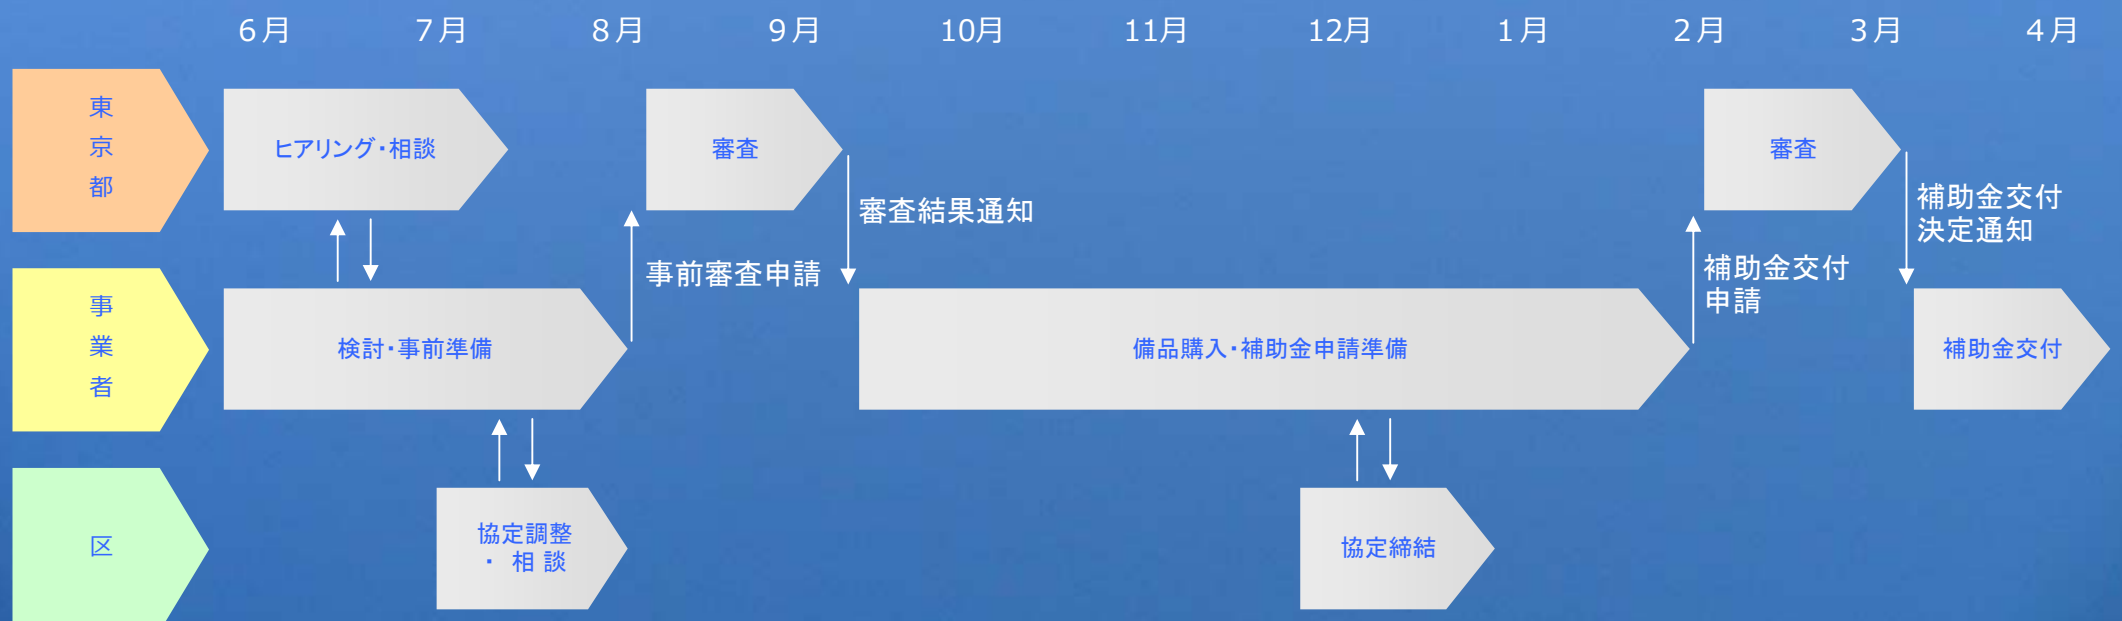 6月 7月 8月 9月 10月 11月 12月 1月 2月 3月 4月
東
京
都
ヒアリング・相談
審査
審査結果通知
審査
補助金交付
決定通知
事前審査申請
補助金交付
申請
事
業
者
検討・事前準備
備品購入・補助金申請準備
補助金交付
区
協定調整
・ 相 談
協定締結